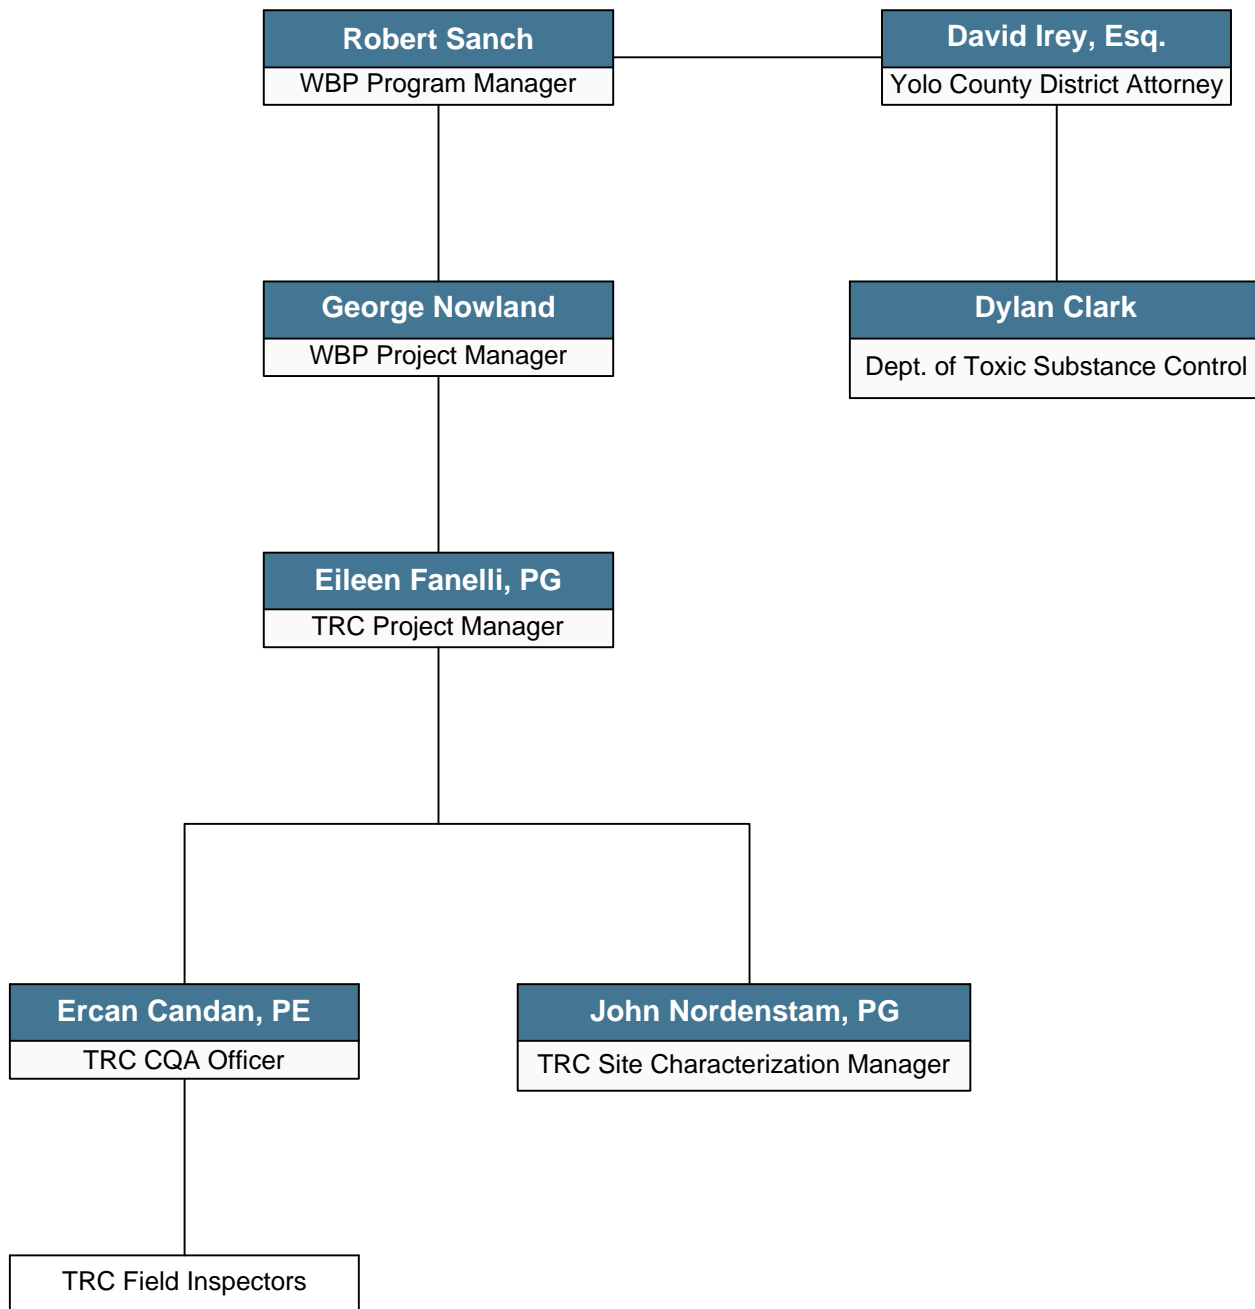 Robert Sanch
WBP Program Manager
David Irey, Esq.
Yolo County District Attorney
George Nowland
WBP Project Manager
Dylan Clark
Dept. of Toxic Substance Control
Eileen Fanelli, PG
TRC Project Manager
Ercan Candan, PE
TRC CQA Officer
John Nordenstam, PG
TRC Site Characterization Manager
TRC Field Inspectors